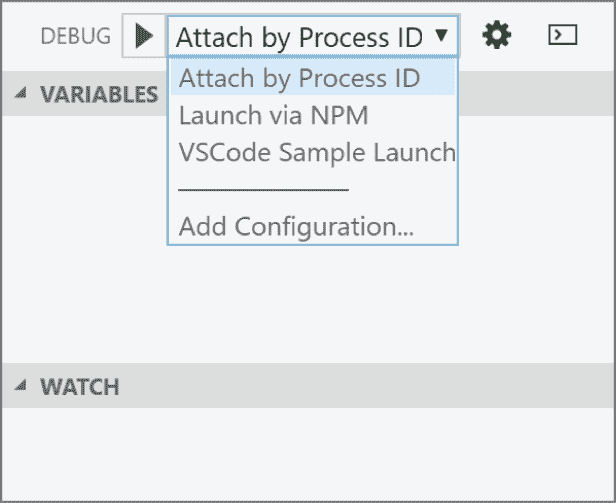 DEBUG Attach by Process ID
Attach by Process ID
VARIABLES
Launch via NPM
VSCode Sample Launch
Add Configuration...
WATCH